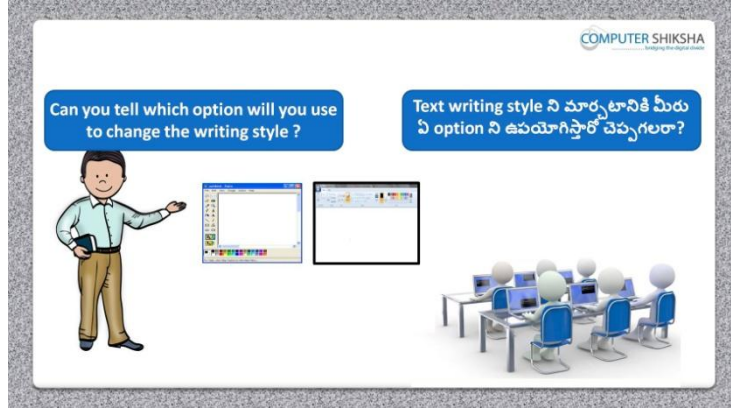 COMPUTER SHIKSHA
bridging the digital divide
Can you tell which option will you use
to change the writing style ?
Text writing style ని మార్చటానికి మీరు
ఏ option ని ఉపయోగిస్తారో చెప్పగలరా?